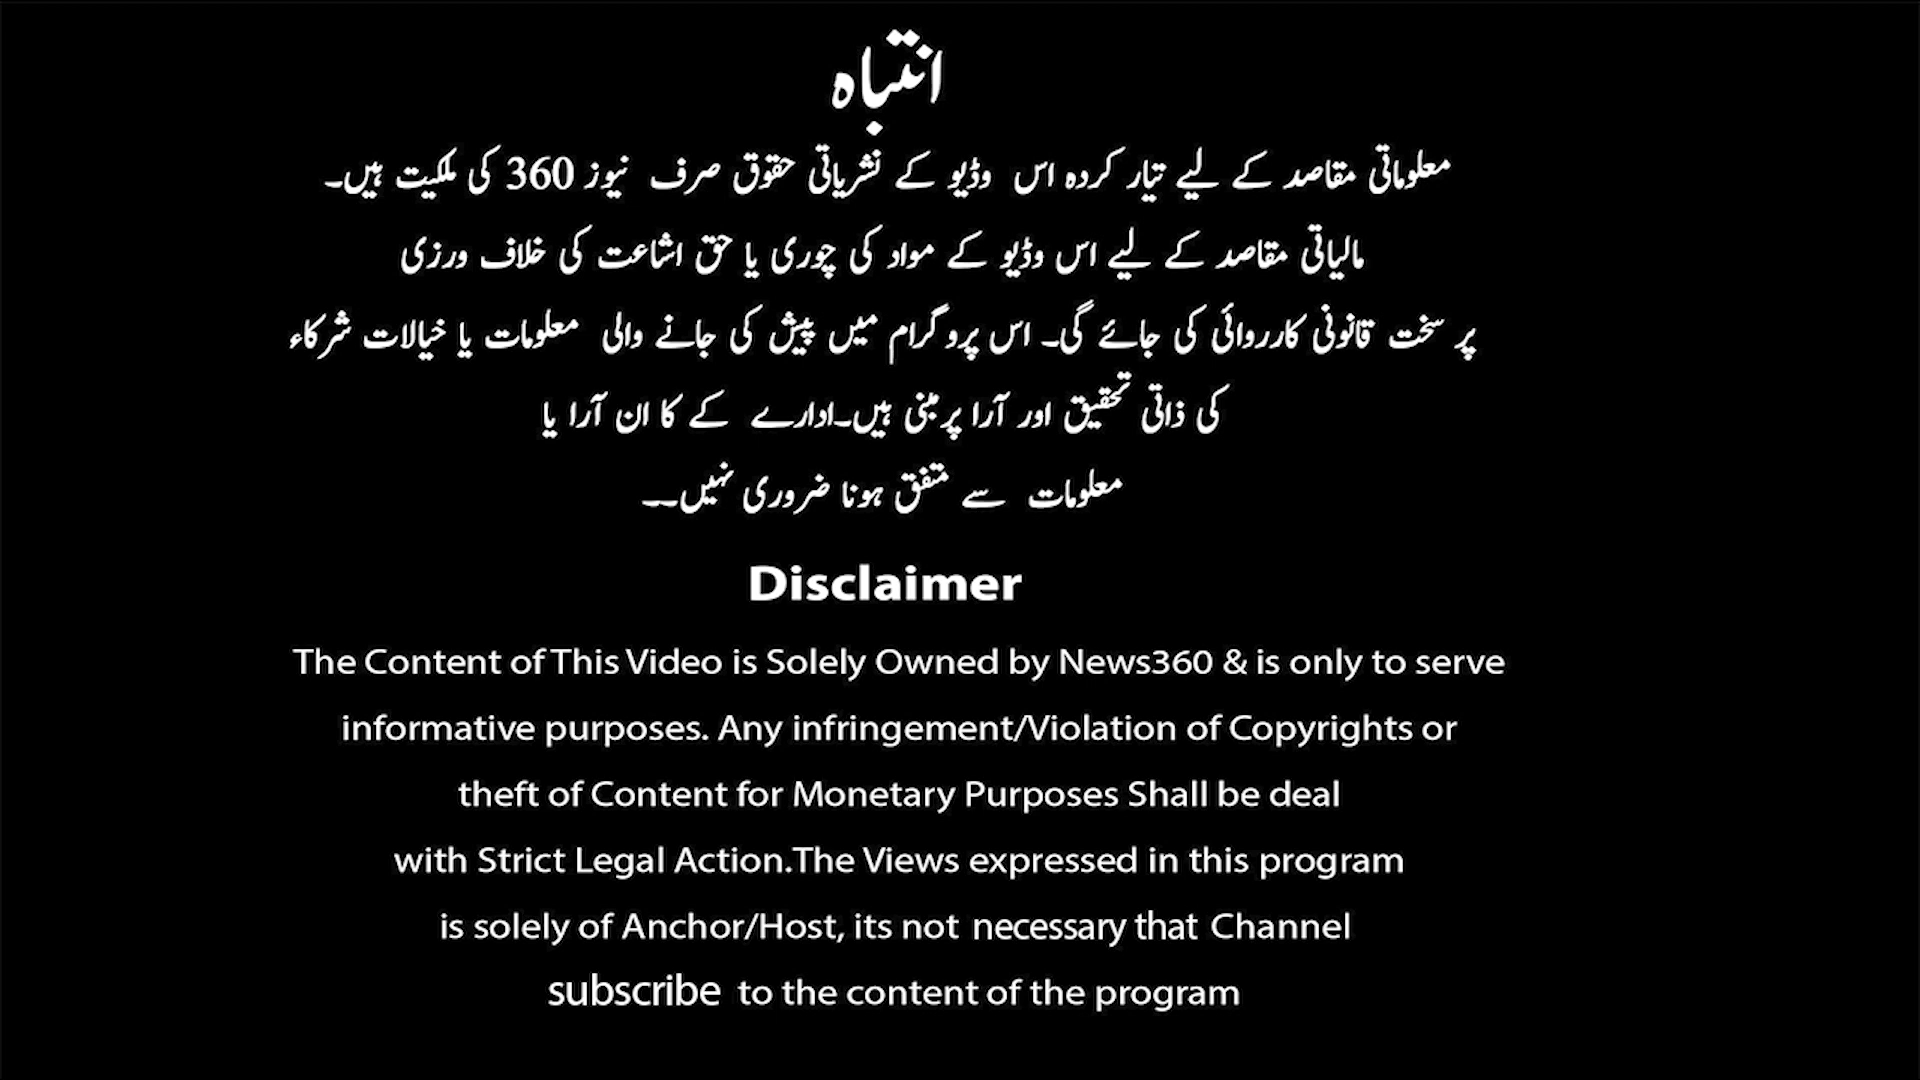 انتباہ
معلوماتی مقاصد کے لیے تیار کردہ اس وڈیو کے نشریاتی حقوق صرف نیوز 360 کی ملکیت ہیں۔
مالیاتی مقاصد کے لیے اس وڈیو کے مواد کی چوری یا حق اشاعت کی خلاف ورزی
پر سخت قانونی کارروائی کی جائے گی۔ اس پروگرام میں پیش کی جانے والی معلومات یا خیالات شرکاء
کی ذاتی تحقیق اور آرا پر مبنی ہیں۔ادارے کے کا ان آرا یا
معلومات سے متفق ہونا ضروری نہیں۔۔
Disclaimer
The Content of This Video is Solely Owned by News360 & is only to serve
informative purposes. Any infringement/Violation of Copyrights or
theft of Content for Monetary Purposes Shall be deal
with Strict Legal Action.The Views expressed in this program
is solely of Anchor/Host, its not necessary that Channel
subscribe to the content of the program